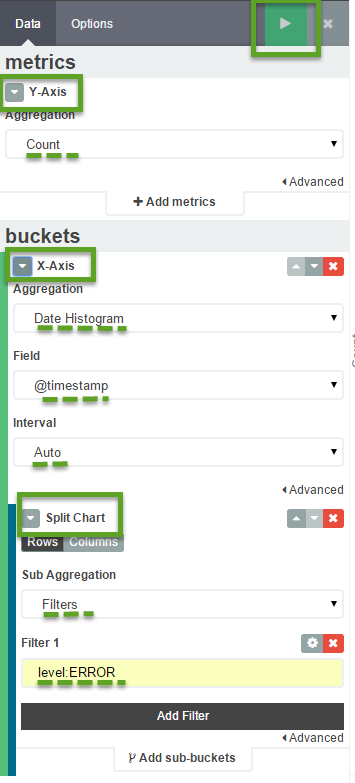 Data Options
metrics
Y-Axis
Aggregation
Count
Advanced
Add metrics
buckets
X-Axis
Aggregation
Date Histogram
Field
@timestamp
Interval
Auto
Advanced
Split Chart
Rows Columns
Sub Aggregation
Filters
Filter 1
level:ERROR
Add Filter
Advanced
Add sub-buckets